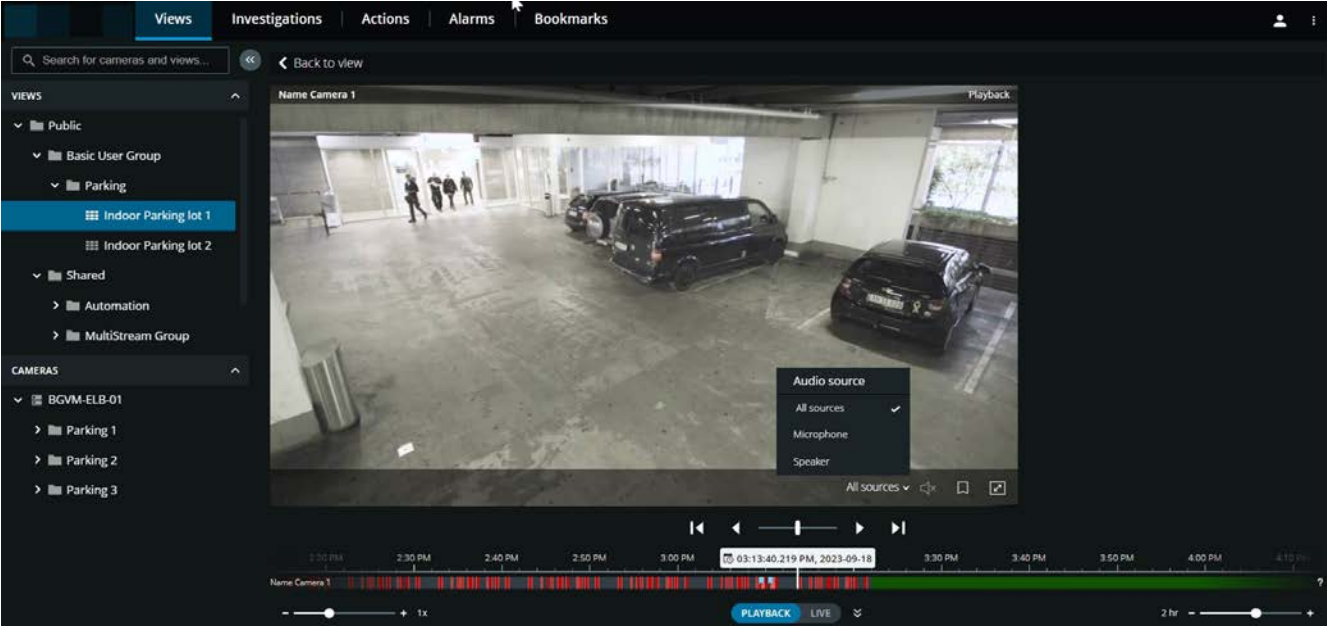 Views Investigations Actions Alarms Bookmarks
Search for cameras and views...
Back to view
VIEWS
Name Camera 1
Playback
Public
Basic User Group
Parking
Indoor Parking lot 1
Indoor Parking lot 2
Shared
Automation
MultiStream Group
CAMERAS
BGVM-ELB-01
Parking 1
Parking 2
Parking 3
Audio source
All sources
Microphone
Speaker
All sources
2:30 PM 2:40 PM 2:50 PM 3:00 PM 03:13:40.219 PM, 2023-09-18 3:30 PM 3:40 PM 3:50 PM 4:00 PM 4:10
Name Camera 1 ?
- + 1x PLAYBACK LIVE 2 hr - +